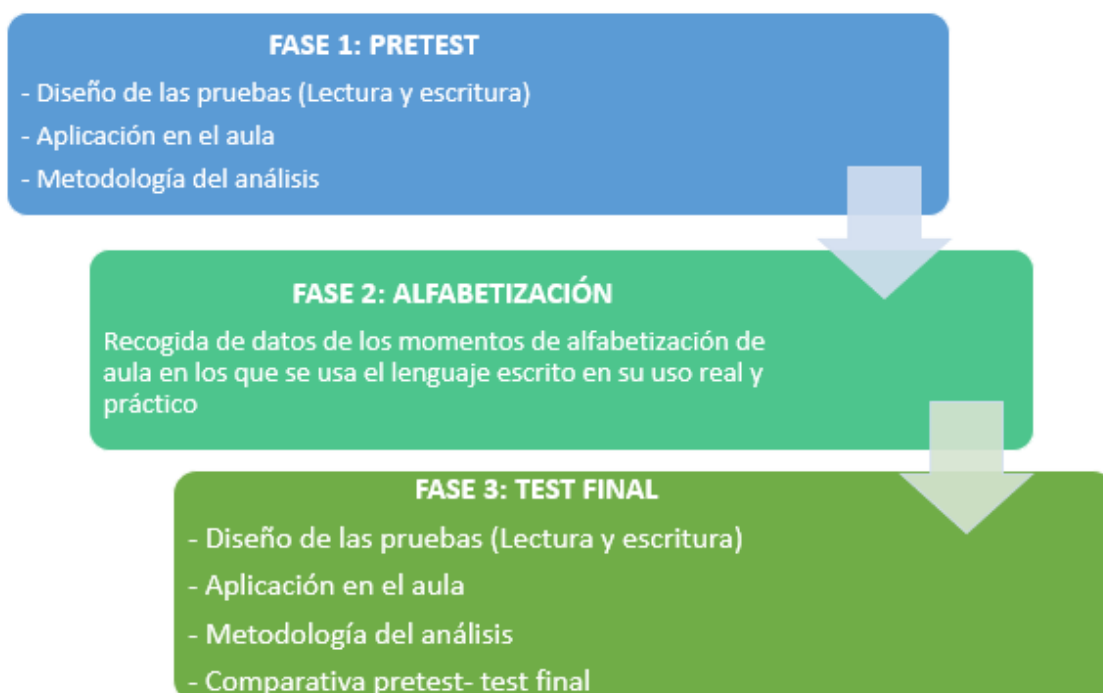 FASE 1: PRETEST
- Diseño de las pruebas (Lectura y escritura)
- Aplicación en el aula
- Metodología del análisis
FASE 2: ALFABETIZACIÓN
Recogida de datos de los momentos de alfabetización de
aula en los que se usa el lenguaje escrito en su uso real y
práctico
FASE 3: TEST FINAL
- Diseño de las pruebas (Lectura y escritura)
- Aplicación en el aula
- Metodología del análisis
- Comparativa pretest- test final